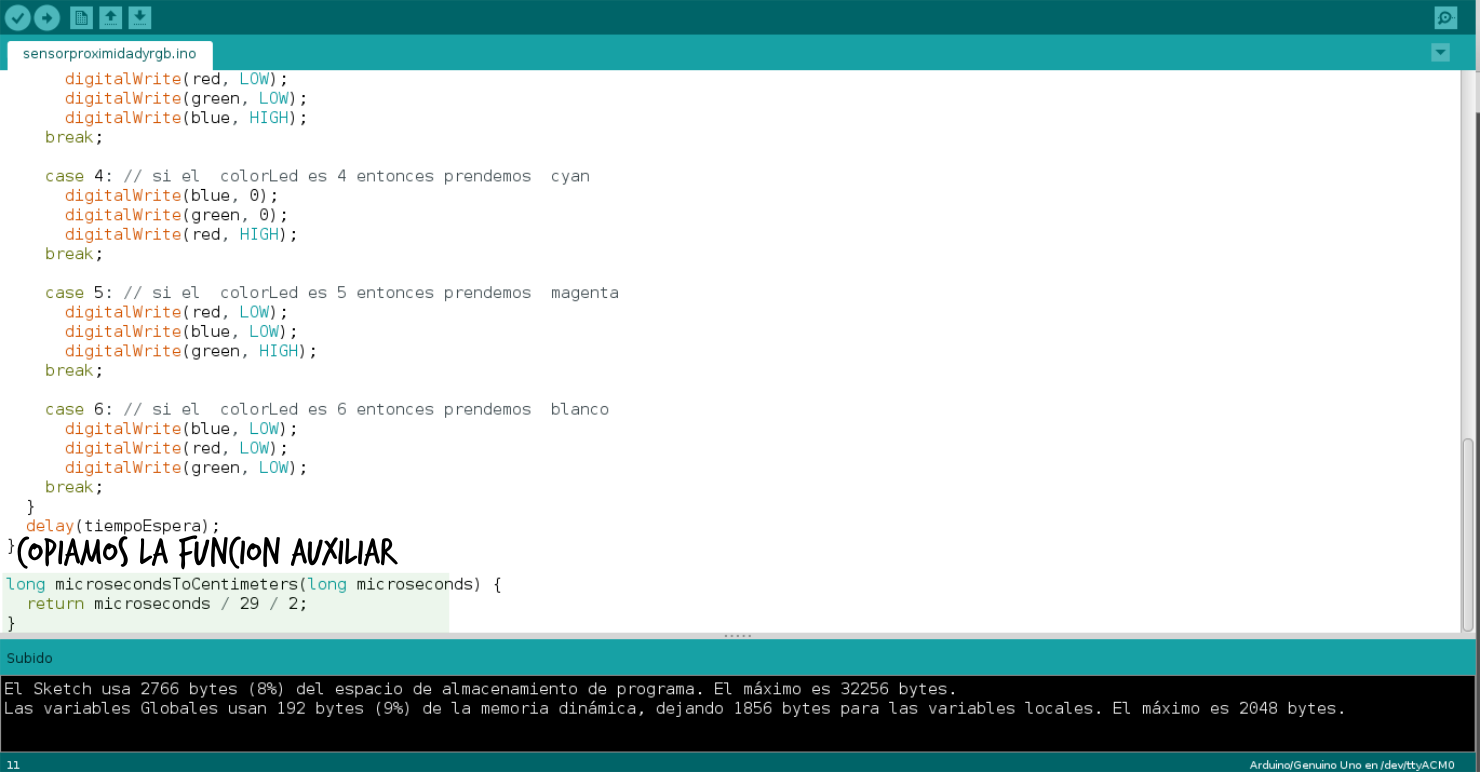 sensorproximidadyrgb.ino
digitalWrite(red, LOW);
digitalWrite(green, LOW);
digitalWrite(blue, HIGH);
break;
case 4: // si el  colorLed es 4 entonces prendemos  cyan
digitalWrite(blue, 0);
digitalWrite(green, 0);
digitalWrite(red, HIGH);
break;
case 5: // si el  colorLed es 5 entonces prendemos  magenta
digitalWrite(red, LOW);
digitalWrite(blue, LOW);
digitalWrite(green, HIGH);
break;
case 6: // si el  colorLed es 6 entonces prendemos  blanco
digitalWrite(blue, LOW);
digitalWrite(red, LOW);
digitalWrite(green, LOW);
break;
}
delay(tiempoEspera);
} COPIAMOS LA FUNCION AUXILIAR
long microsecondsToCentimeters(long microseconds) {
return microseconds / 29 / 2;
}
Subido
El Sketch usa 2766 bytes (8%) del espacio de almacenamiento de programa. El máximo es 32256 bytes.
Las variables Globales usan 192 bytes (9%) de la memoria dinámica, dejando 1856 bytes para las variables locales. El máximo es 2048 bytes.
11 Arduino/Genuino Uno en /dev/ttyACM0